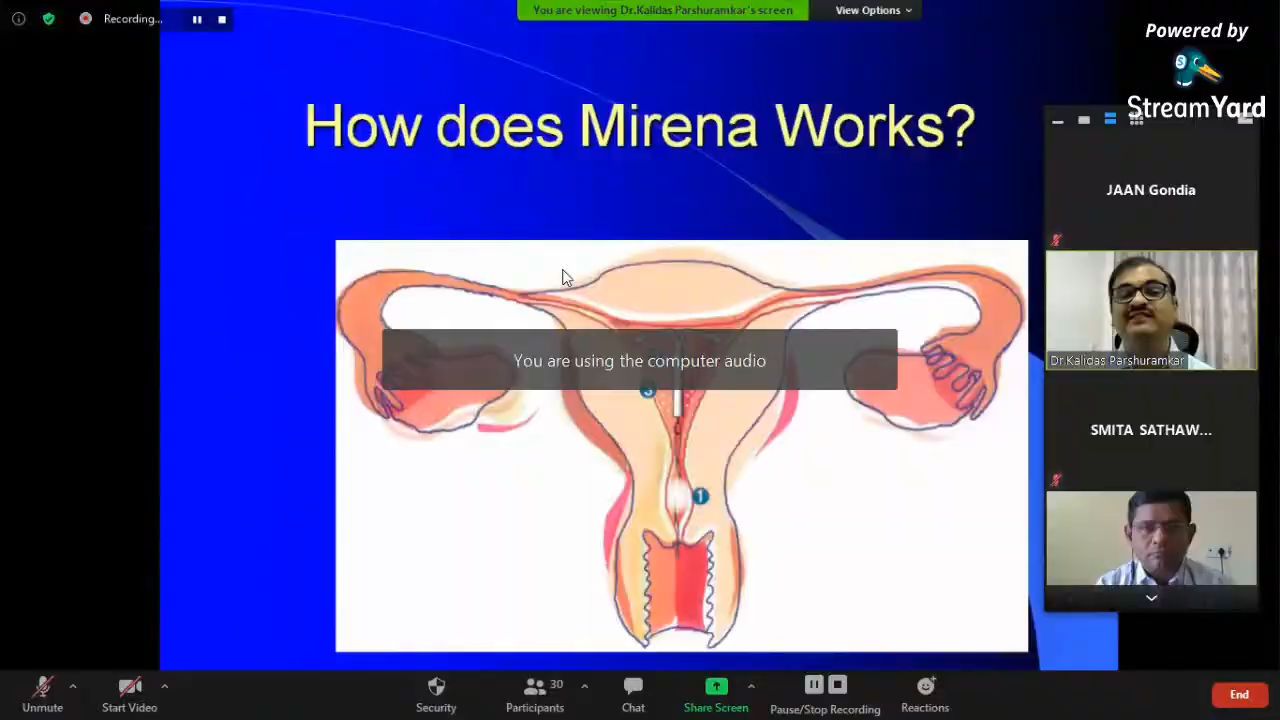 Recording...
You are viewing Dr.Kalidas Parshuramkar's screen
View Options
Powered by
StreamYard
How does Mirena Works?
JAAN Gondia
Dr.Kalidas Parshuramkar
You are using the computer audio
3
SMITA SATHAW...
1
Unmute
Start Video
Security
30
Participants
Chat
Share Screen
Pause/Stop Recording
Reactions
End